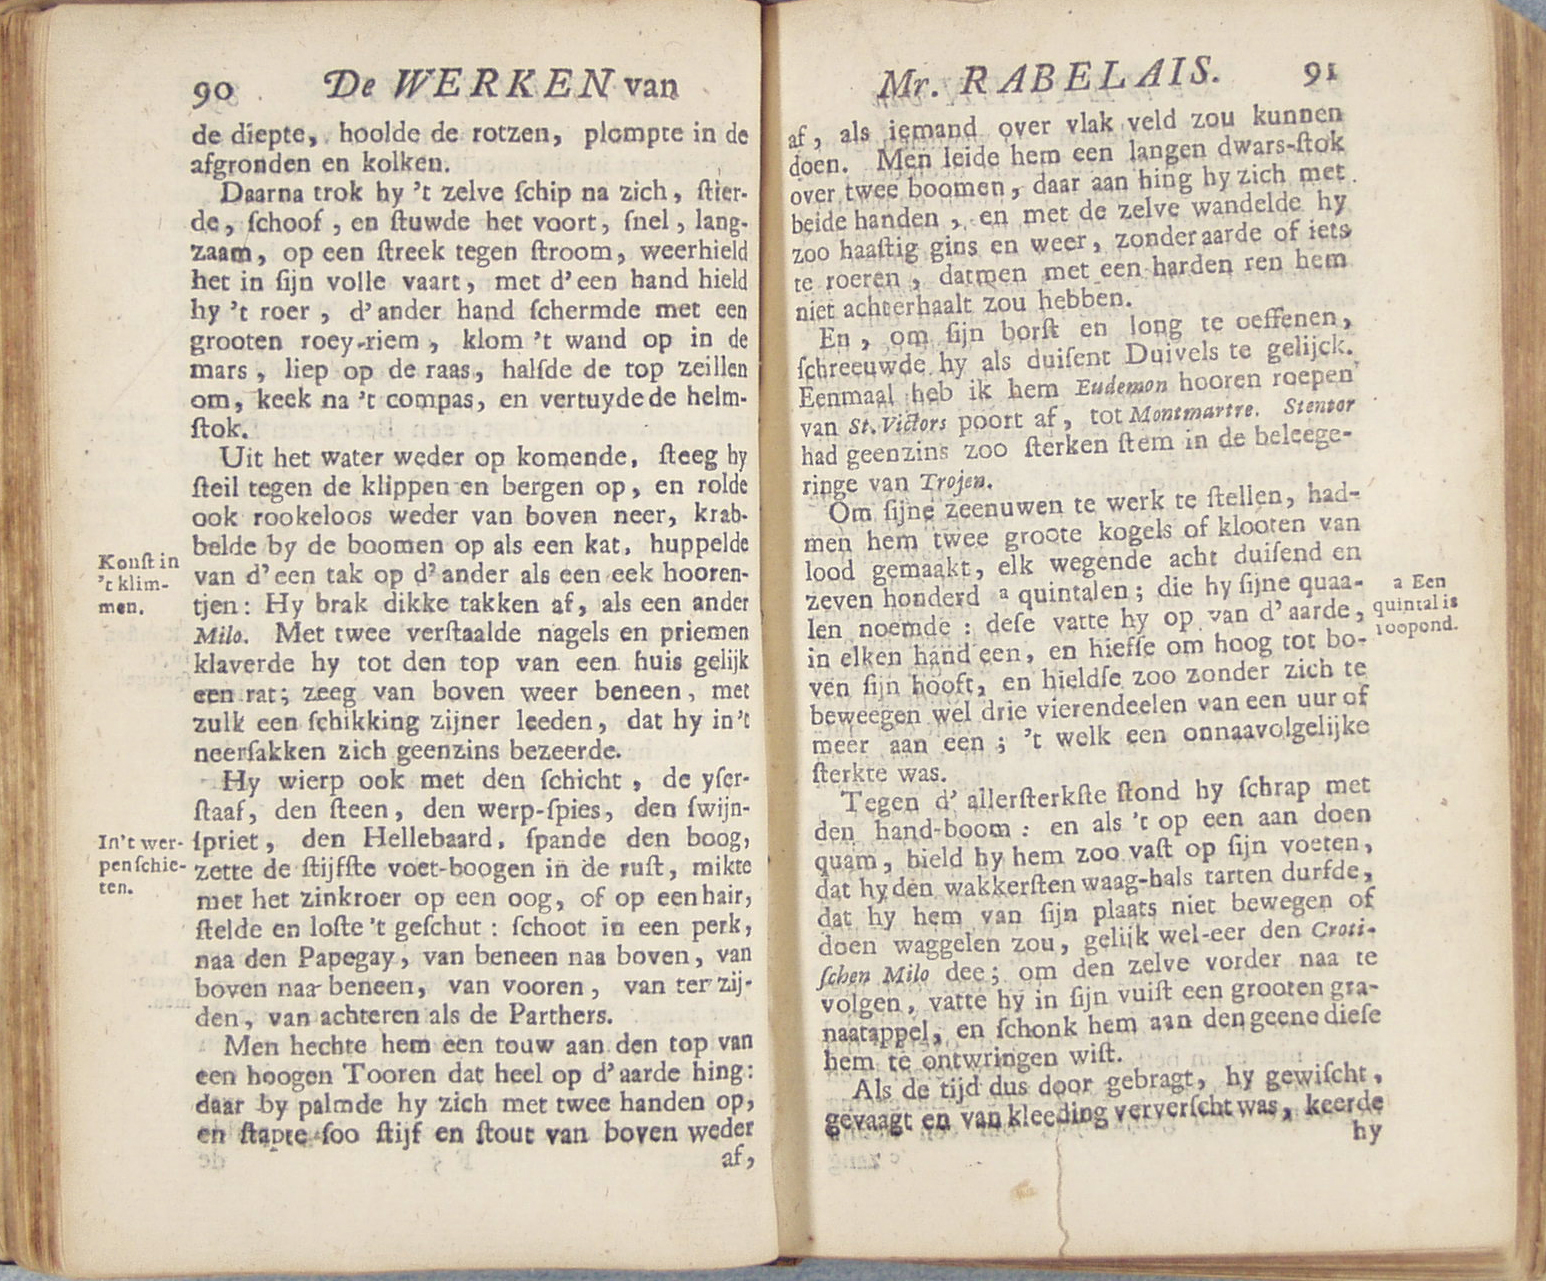 90 De WERKEN van
de diepte, hoolde de rotzen, plompte in de
afgronden en kolken.
Daarna trok hy 't zelve ſchip na zich, ſtier-
de, ſchoof, en ſtuwde het voort, ſnel, lang-
zaam, op een ſtreek tegen ſtroom, weerhield
het in ſijn volle vaart, met d'een hand hield
hy 't roer, d'ander hand ſchermde met een
grooten roey-riem, klom 't wand op in de
mars, liep op de raas, halſde de top zeillen
om, keek na 't compas, en vertuyde de helm-
ſtok.
Uit het water weder op komende, ſteeg hy
ſteil tegen de klippen en bergen op, en rolde
ook rookeloos weder van boven neer, krab-
belde by de boomen op als een kat, huppelde
van d'een tak op d'ander als een eek hooren-
tjen: Hy brak dikke takken af, als een ander
Milo. Met twee verſtaalde nagels en priemen
klaverde hy tot den top van een huis gelijk
een rat; zeeg van boven weer beneen, met
zulk een ſchikking zijner leeden, dat hy in 't
neerſakken zich geenzins bezeerde.
Hy wierp ook met den ſchicht, de yſer-
ſtaaf, den ſteen, den werp-ſpies, den ſwijn-
ſpriet, den Hellebaard, ſpande den boog,
zette de ſtijfſte voet-boogen in de ruſt, mikte
met het zinkroer op een oog, of op een hair,
ſtelde en loſte 't geſchut: ſchoot in een perk,
naa den Papegay, van beneen naa boven, van
boven naa beneen, van vooren, van ter zij-
den, van achteren als de Parthers.
Men hechte hem een touw aan den top van
een hoogen Tooren dat heel op d'aarde hing:
daar by palmde hy zich met twee handen op,
en ſtapte ſoo ſtijf en ſtout van boven weder
af,
Konſt in
't klim-
men.
In't wer-
pen ſchie-
ten.
Mr. RABELAIS. 91
af, als iemand over vlak veld zou kunnen
doen. Men leide hem een langen dwars-ſtok
over twee boomen, daar aan hing hy zich met
beide handen, en met de zelve wandelde hy
zoo haaſtig gins en weer, zonder aarde of iets
te roeren, datmen met een harden ren hem
niet achterhaalt zou hebben.
En, om ſijn borſt en long te oeffenen,
ſchreeuwde hy als duiſent Duivels te gelijck.
Eenmaal heb ik hem Eudemon hooren roepen
van St. Victors poort af, tot Montmartre. Stentor
had geenzins zoo ſterken ſtem in de beleege-
ringe van Trojen.
Om ſijne zeenuwen te werk te ſtellen, had-
men hem twee groote kogels of klooten van
lood gemaakt, elk wegende acht duiſend en
zeven honderd a quintalen; die hy ſijne quaa-
len noemde: deſe vatte hy op van d'aarde,
in elken hand een, en hiefſe om hoog tot bo-
ven ſijn hooft, en hieldſe zoo zonder zich te
beweegen wel drie vierendeelen van een uur of
meer aan een; 't welk een onnaavolgelijke
ſterkte was.
Tegen d'allerſterkſte ſtond hy ſchrap met
den hand-boom: en als 't op een aan doen
quam, hield hy hem zoo vaſt op ſijn voeten,
dat hy den wakkerſten waag-hals tarten durfde,
dat hy hem van ſijn plaats niet bewegen of
doen waggelen zou, gelijk wel-eer den Croti-
ſchen Milo dee; om den zelve vorder naa te
volgen, vatte hy in ſijn vuiſt een grooten gra-
naatappel, en ſchonk hem aan den geene dieſe
hem te ontwringen wiſt.
Als de tijd dus door gebragt, hy gewiſcht,
gevaagt en van kleeding ververſcht was, keerde
hy
a Een
quintal is
100 pond.